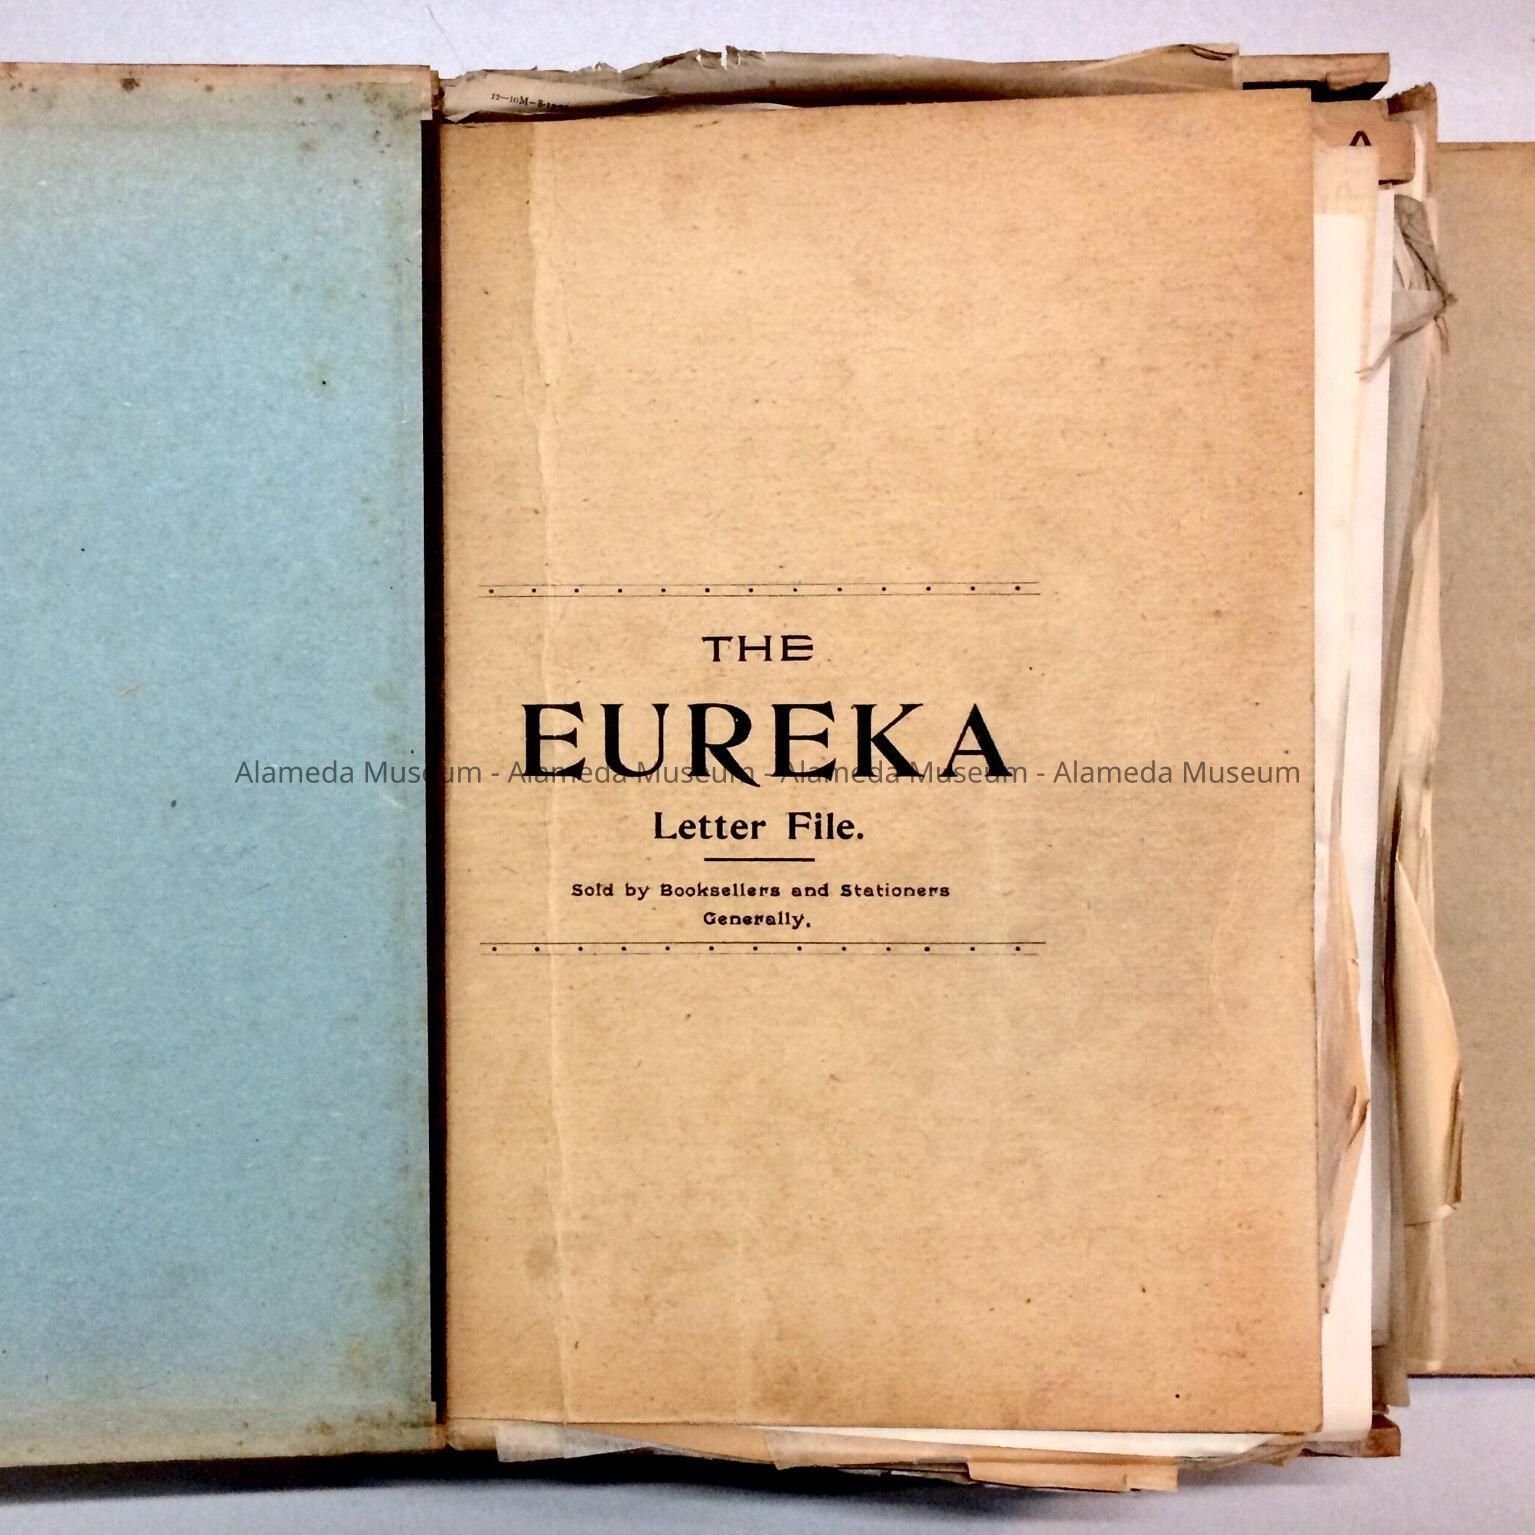 A
THE
EUREKA
Alameda Museum - Alameda Museum - Alameda Museum - Alameda Museum
Letter File.
Sold by Booksellers and Stationers
Generally.